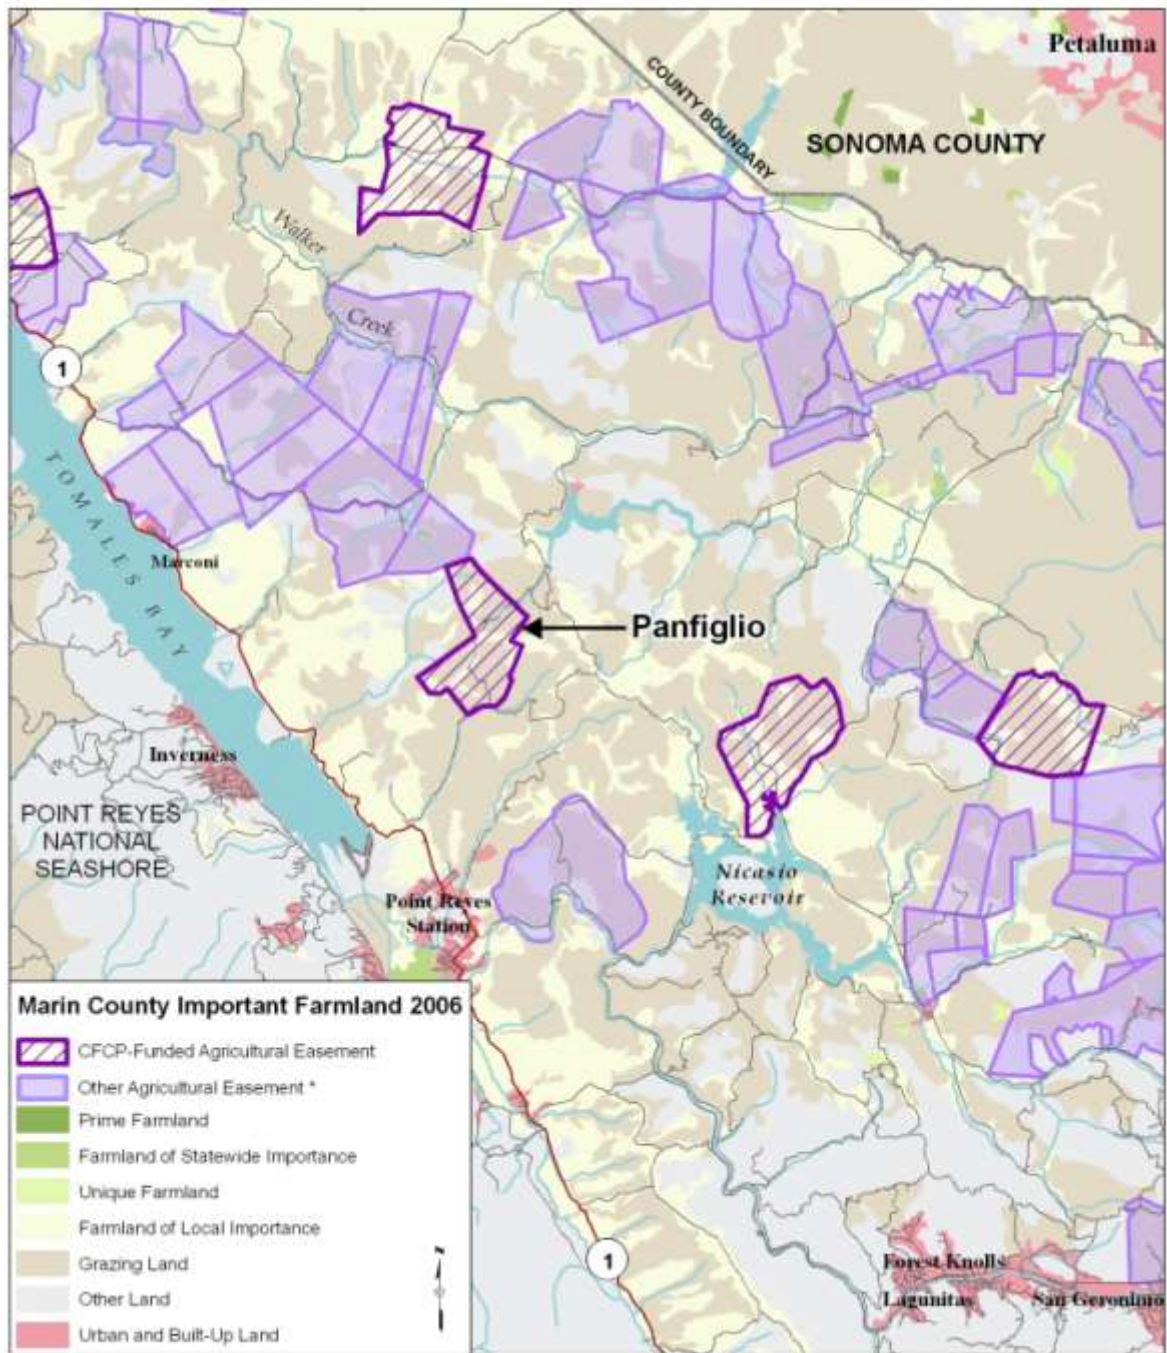 Petaluma
COUNTY BOUNDARY
SONOMA COUNTY
Walker
Creek
1
TOMALES BAY
Marconi
Panfiglio
Inverness
POINT REYES
NATIONAL
SEASHORE
Nicasio
Reservoir
Point Reyes
Station
Marin County Important Farmland 2006
CFCP-Funded Agricultural Easement
Other Agricultural Easement *
Prime Farmland
Farmland of Statewide Importance
Unique Farmland
Farmland of Local Importance
Grazing Land
Other Land
Urban and Built-Up Land
1
Forest Knolls
Lagunitas
San Geronimo